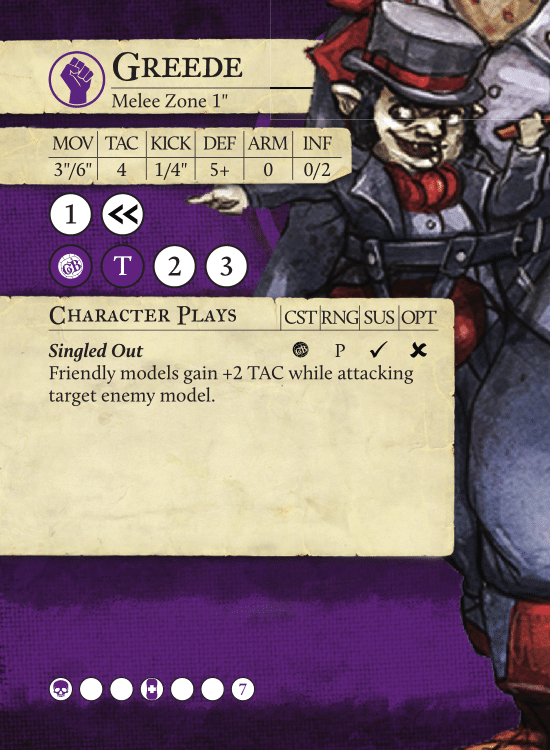 GREEDE
Melee Zone 1"
MOV TAC KICK DEF ARM INF
3"/6" 4 1/4" 5+ 0 0/2
1 <<
GB T 2 3
CHARACTER PLAYS CST RNG SUS OPT
Singled Out GB P ✓ ✘
Friendly models gain +2 TAC while attacking
target enemy model.
7